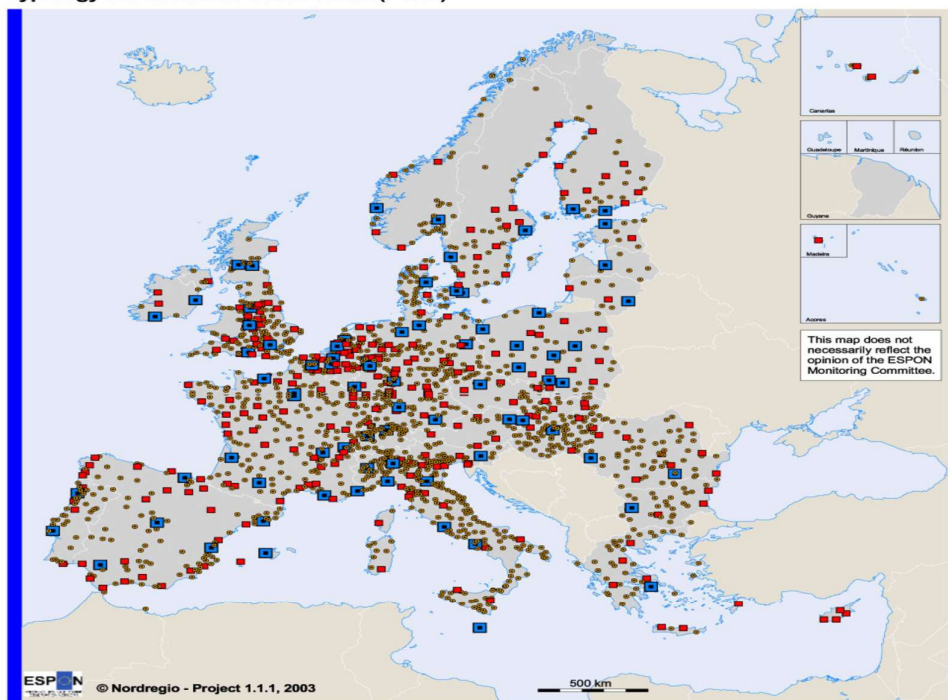 Canarias
Guadeloupe
Martinique
Réunion
Guyane
Madeira
Acores
This map does not
necessarily reflect the
opinion of the ESPON
Monitoring Committee.
ESPON
© Nordregio - Project 1.1.1, 2003
500 km